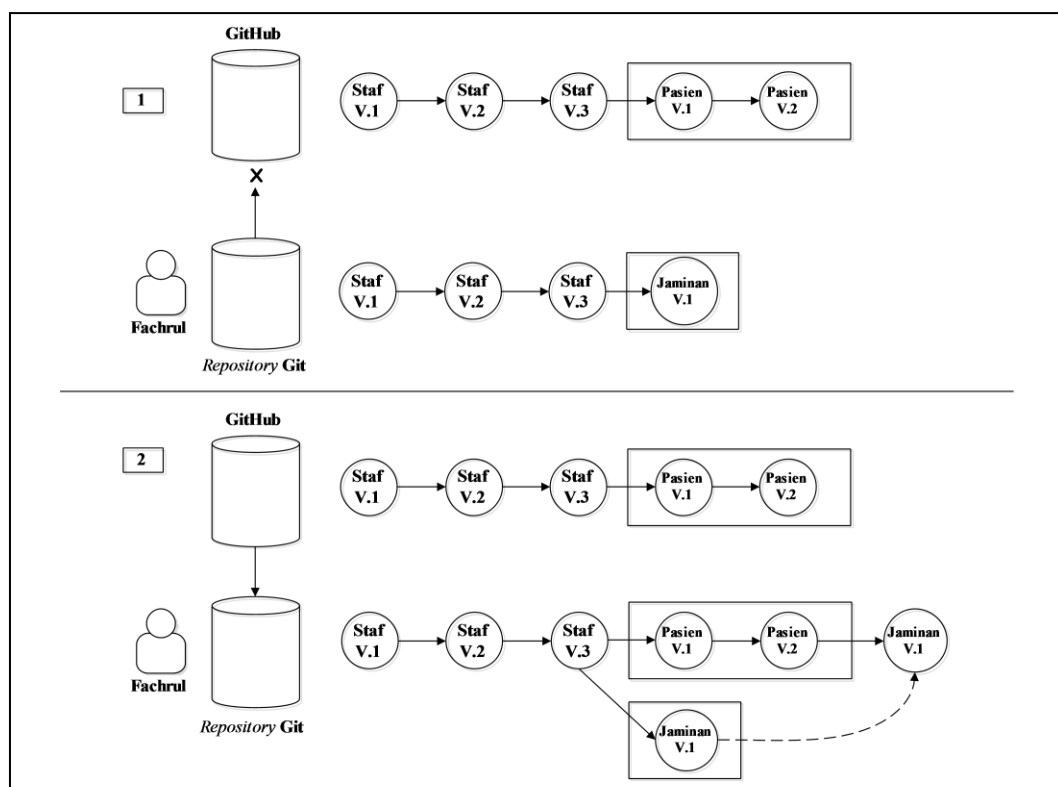 GitHub
1
Staf
V.1
Staf
V.2
Staf
V.3
Pasien
V.1
Pasien
V.2
X
Staf
V.1
Staf
V.2
Staf
V.3
Jaminan
V.1
Fachrul
Repository Git
GitHub
2
Staf
V.1
Staf
V.2
Staf
V.3
Pasien
V.1
Pasien
V.2
Staf
V.1
Staf
V.2
Staf
V.3
Pasien
V.1
Pasien
V.2
Jaminan
V.1
Fachrul
Repository Git
Jaminan
V.1